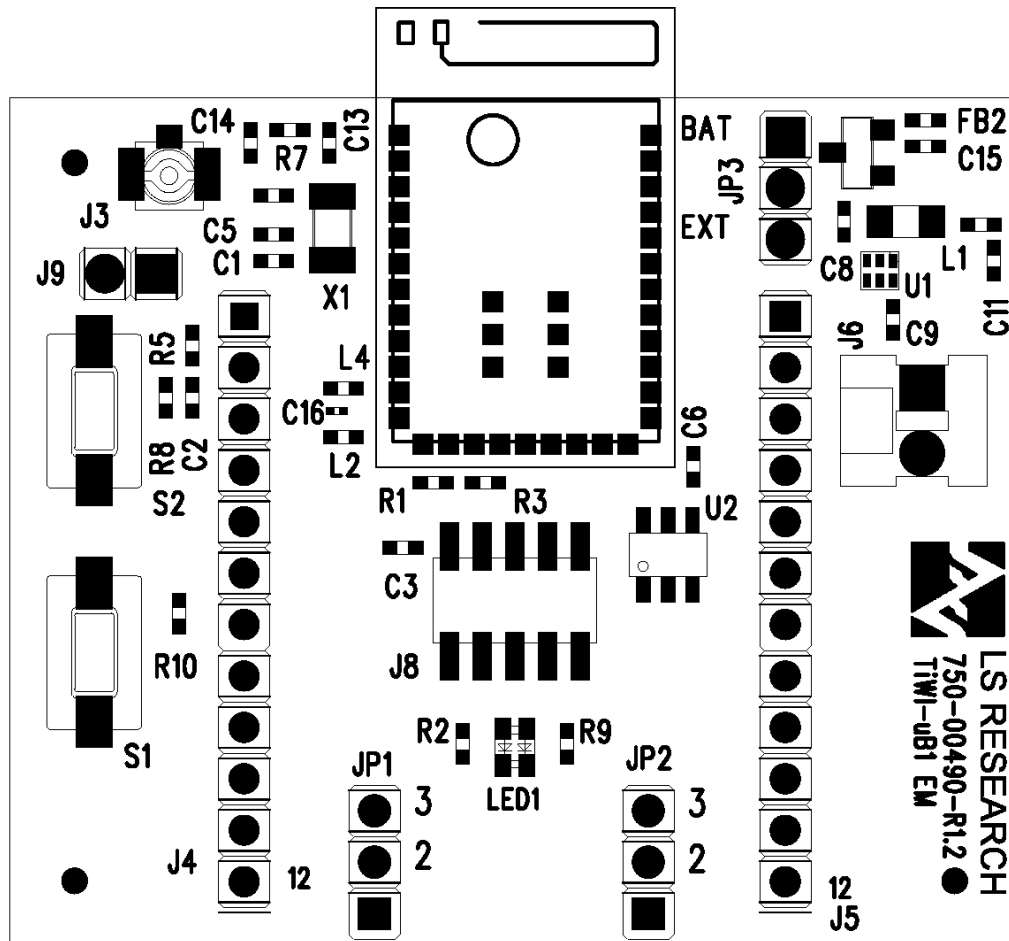 C14
C13
R7
BAT
FB2
C15
JP3
J3
C5
C1
EXT
J9
X1
C8
L1
U1
C11
R5
L4
J6
C9
C16
R8
C2
L2
C6
S2
R1
R3
U2
C3
R10
J8
S1
R2
R9
JP1
LED1
JP2
3
3
2
2
J4
12
12
J5
LS RESEARCH
750-00490-R1.2
TiWI-uB1 EM